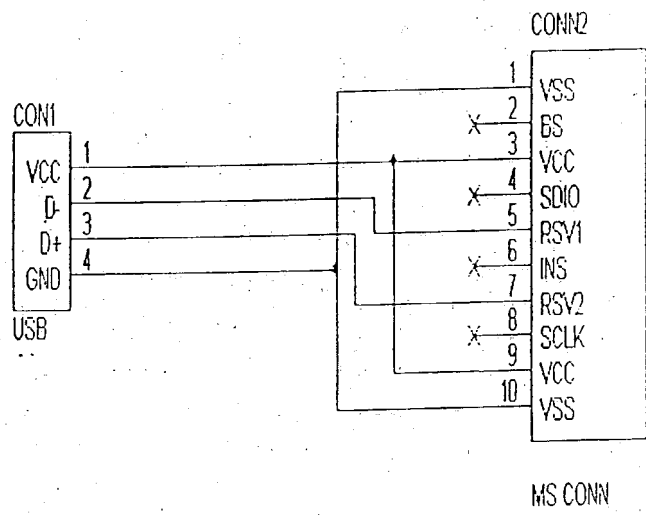 CONN2
1
VSS
2
BS
CON1
3
VCC
1
VCC
4
SDIO
2
D-
5
RSV1
3
D+
6
INS
4
GND
7
RSV2
USB
8
SCLK
9
VCC
10
VSS
MS CONN